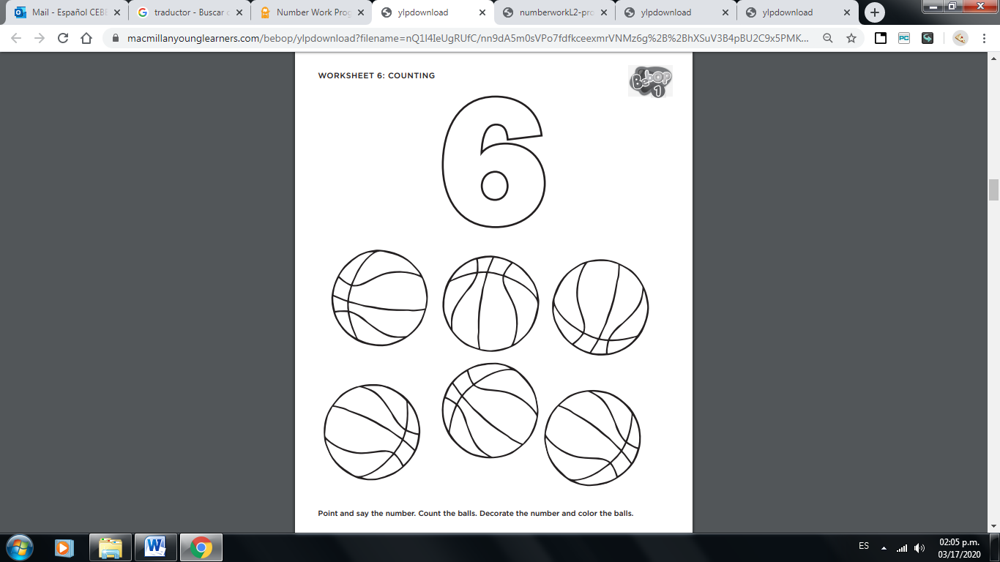 Mail - Español CEBE
traductor - Buscar c
Number Work Prog
ylpdownload
numberworkL2-pro
ylpdownload
ylpdownload
macmillanyounglearners.com/bebop/ylpdownload?filename=nQ1l4IeUgRUfC/nn9dA5m0sVPo7fdfkceexmrVNMz6g%2B%2BhXSuV3B4pBU2C9x5PMK...
PC
WORKSHEET 6: COUNTING
Bebop
1
6
Point and say the number. Count the balls. Decorate the number and color the balls.
ES
02:05 p.m.
03/17/2020